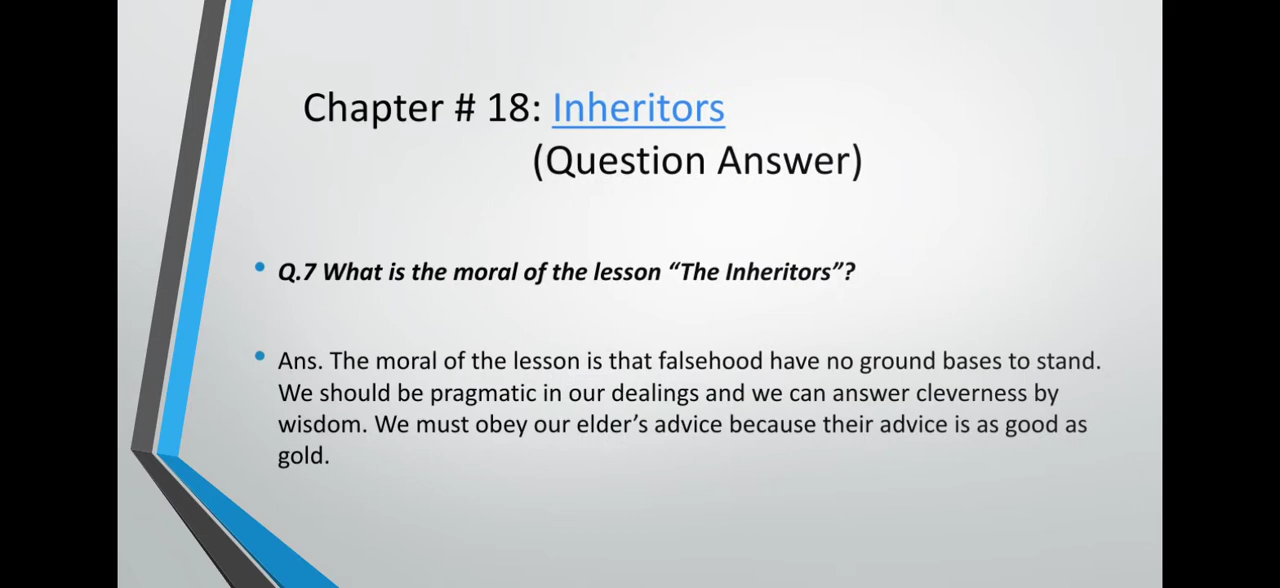 Chapter # 18: Inheritors
(Question Answer)
• Q.7 What is the moral of the lesson “The Inheritors”?
• Ans. The moral of the lesson is that falsehood have no ground bases to stand.
We should be pragmatic in our dealings and we can answer cleverness by
wisdom. We must obey our elder’s advice because their advice is as good as
gold.